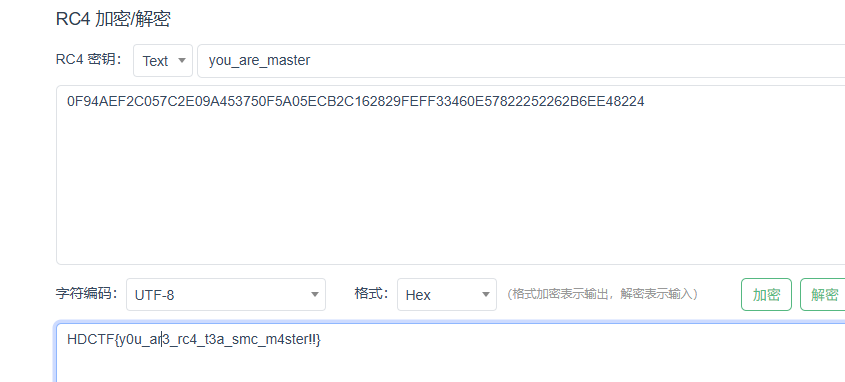 RC4 加密/解密
RC4 密钥： Text you_are_master
0F94AEF2C057C2E09A453750F5A05ECB2C162829FEFF33460E57822252262B6EE48224
字符编码： UTF-8 格式： Hex （格式加密表示输出，解密表示输入） 加密 解密
HDCTF{y0u_ar3_rc4_t3a_smc_m4ster!!}